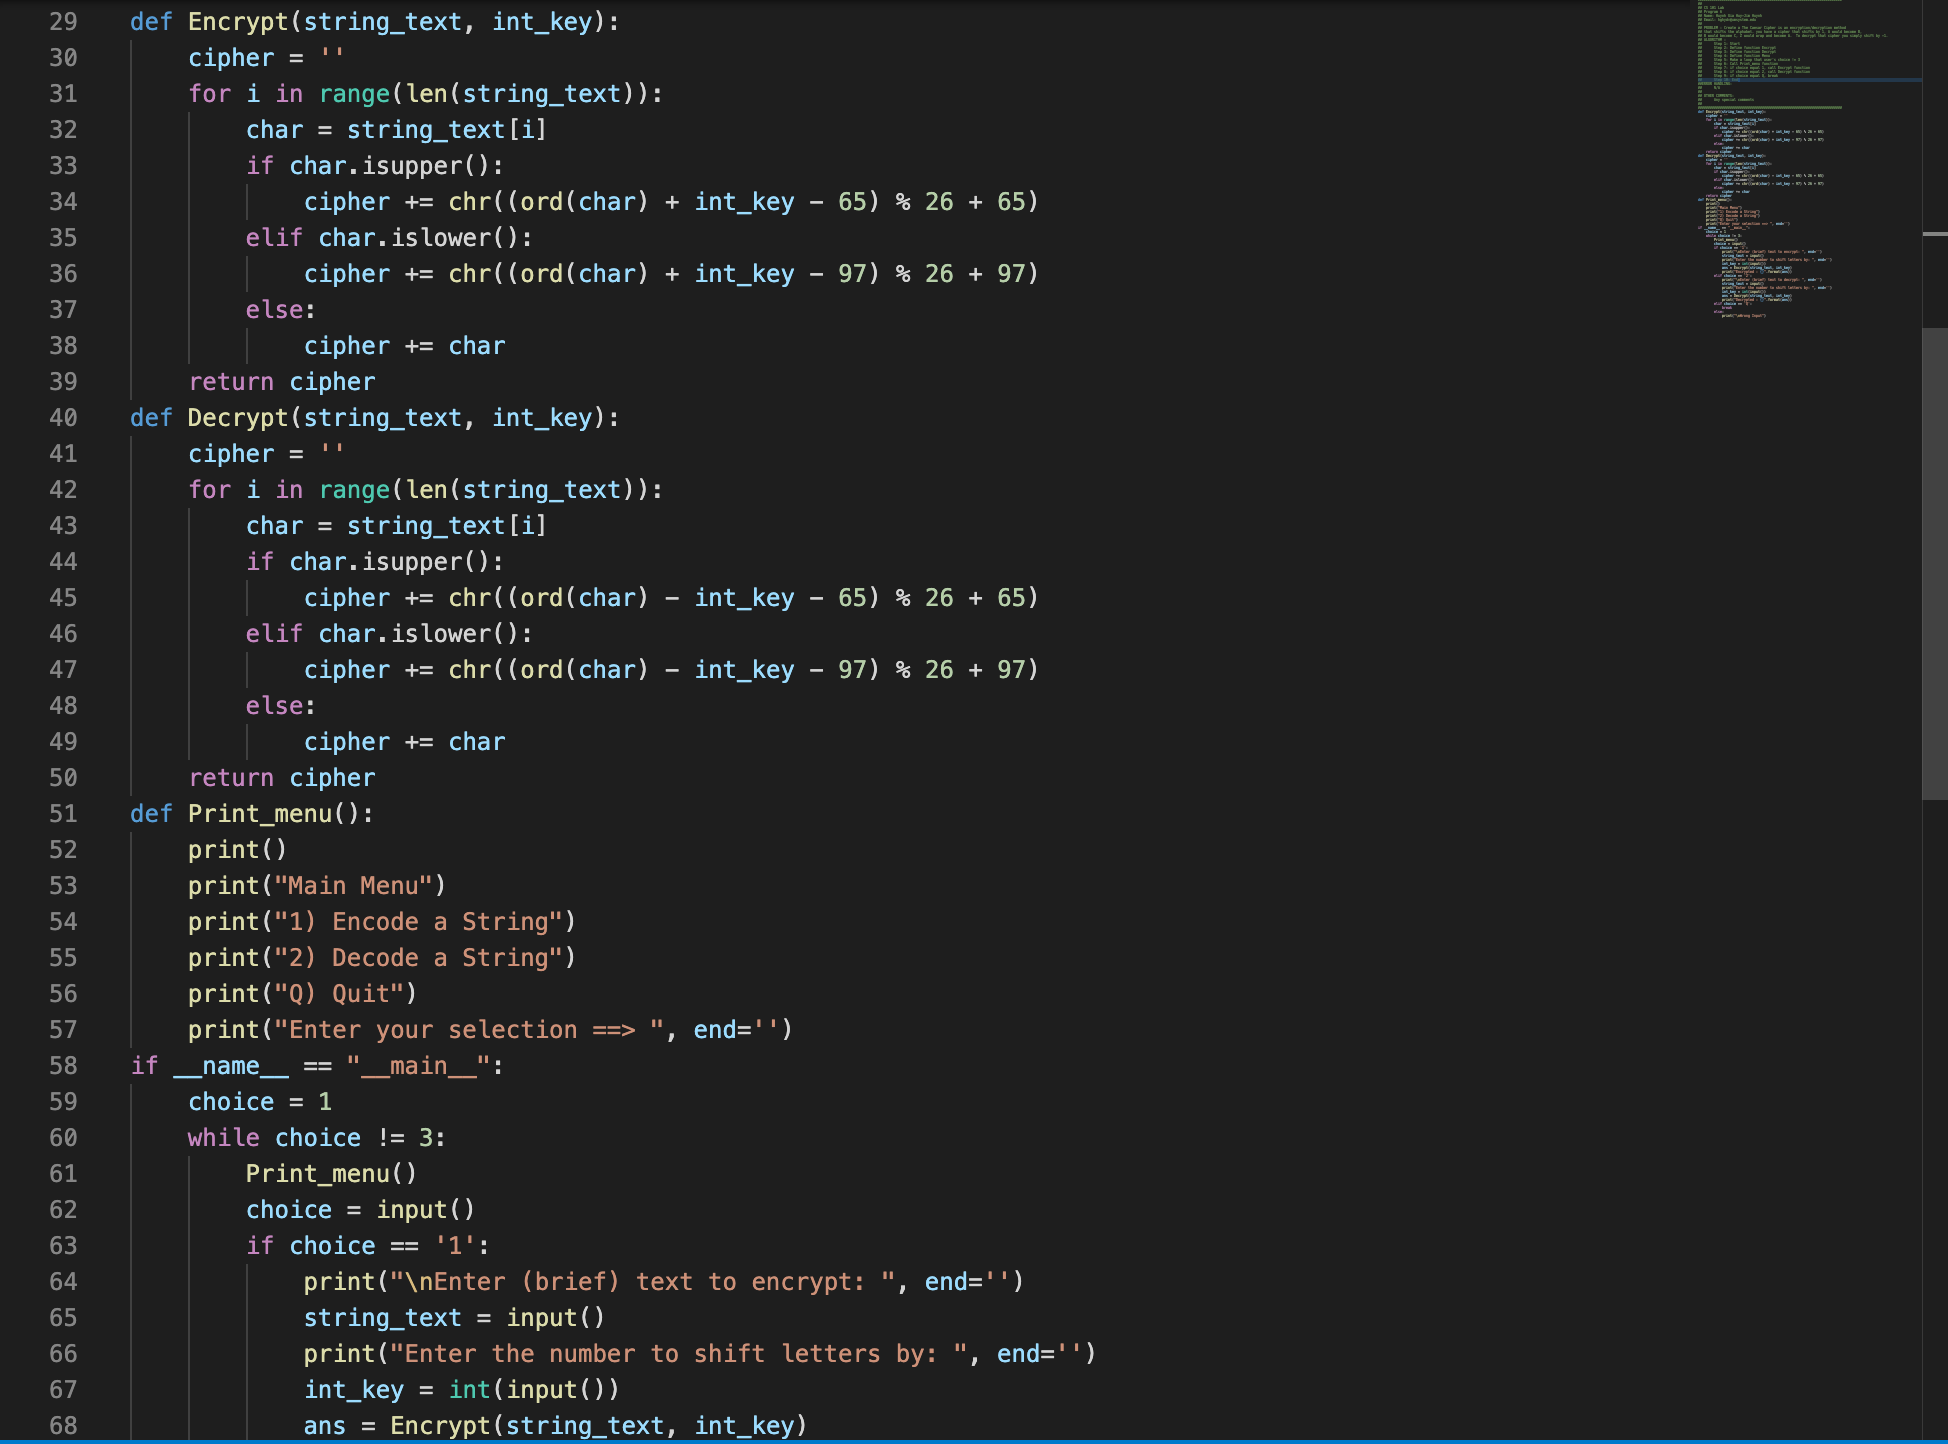 29 def Encrypt(string_text, int_key):
30     cipher = ''
31     for i in range(len(string_text)):
32         char = string_text[i]
33         if char.isupper():
34             cipher += chr((ord(char) + int_key - 65) % 26 + 65)
35         elif char.islower():
36             cipher += chr((ord(char) + int_key - 97) % 26 + 97)
37         else:
38             cipher += char
39     return cipher
40 def Decrypt(string_text, int_key):
41     cipher = ''
42     for i in range(len(string_text)):
43         char = string_text[i]
44         if char.isupper():
45             cipher += chr((ord(char) - int_key - 65) % 26 + 65)
46         elif char.islower():
47             cipher += chr((ord(char) - int_key - 97) % 26 + 97)
48         else:
49             cipher += char
50     return cipher
51 def Print_menu():
52     print()
53     print("Main Menu")
54     print("1) Encode a String")
55     print("2) Decode a String")
56     print("Q) Quit")
57     print("Enter your selection ==> ", end='')
58 if __name__ == "__main__":
59     choice = 1
60     while choice != 3:
61         Print_menu()
62         choice = input()
63         if choice == '1':
64             print("\nEnter (brief) text to encrypt: ", end='')
65             string_text = input()
66             print("Enter the number to shift letters by: ", end='')
67             int_key = int(input())
68             ans = Encrypt(string_text, int_key)